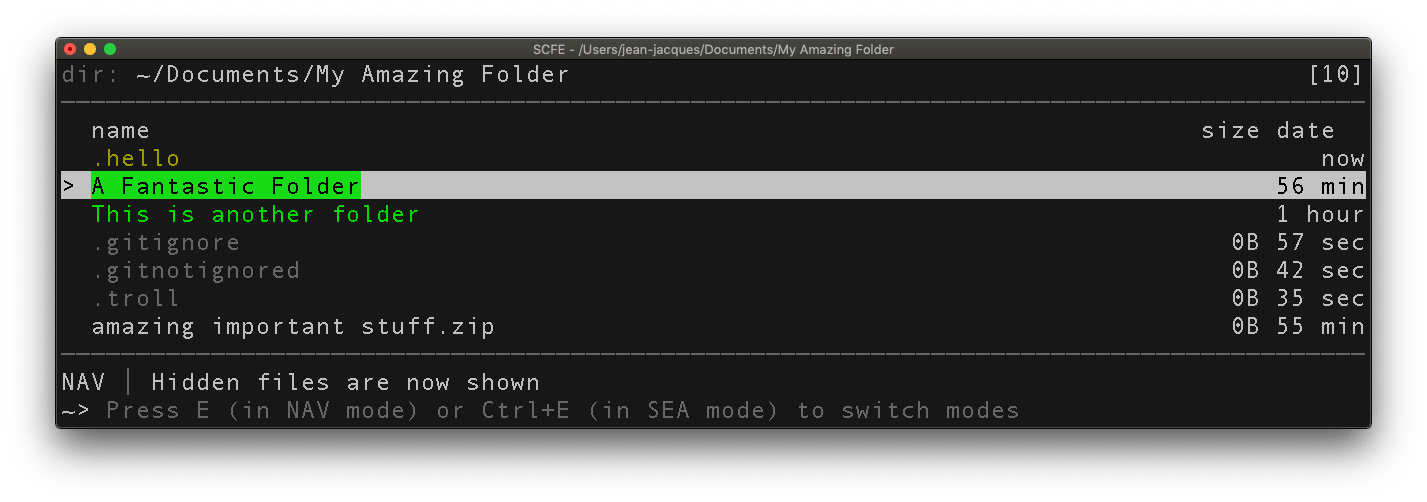 SCFE - /Users/jean-jacques/Documents/My Amazing Folder
dir: ~/Documents/My Amazing Folder [10]
name size date
.hello now
> A Fantastic Folder 56 min
This is another folder 1 hour
.gitignore 0B 57 sec
.gitnotignored 0B 42 sec
.troll 0B 35 sec
amazing important stuff.zip 0B 55 min
NAV | Hidden files are now shown
~> Press E (in NAV mode) or Ctrl+E (in SEA mode) to switch modes